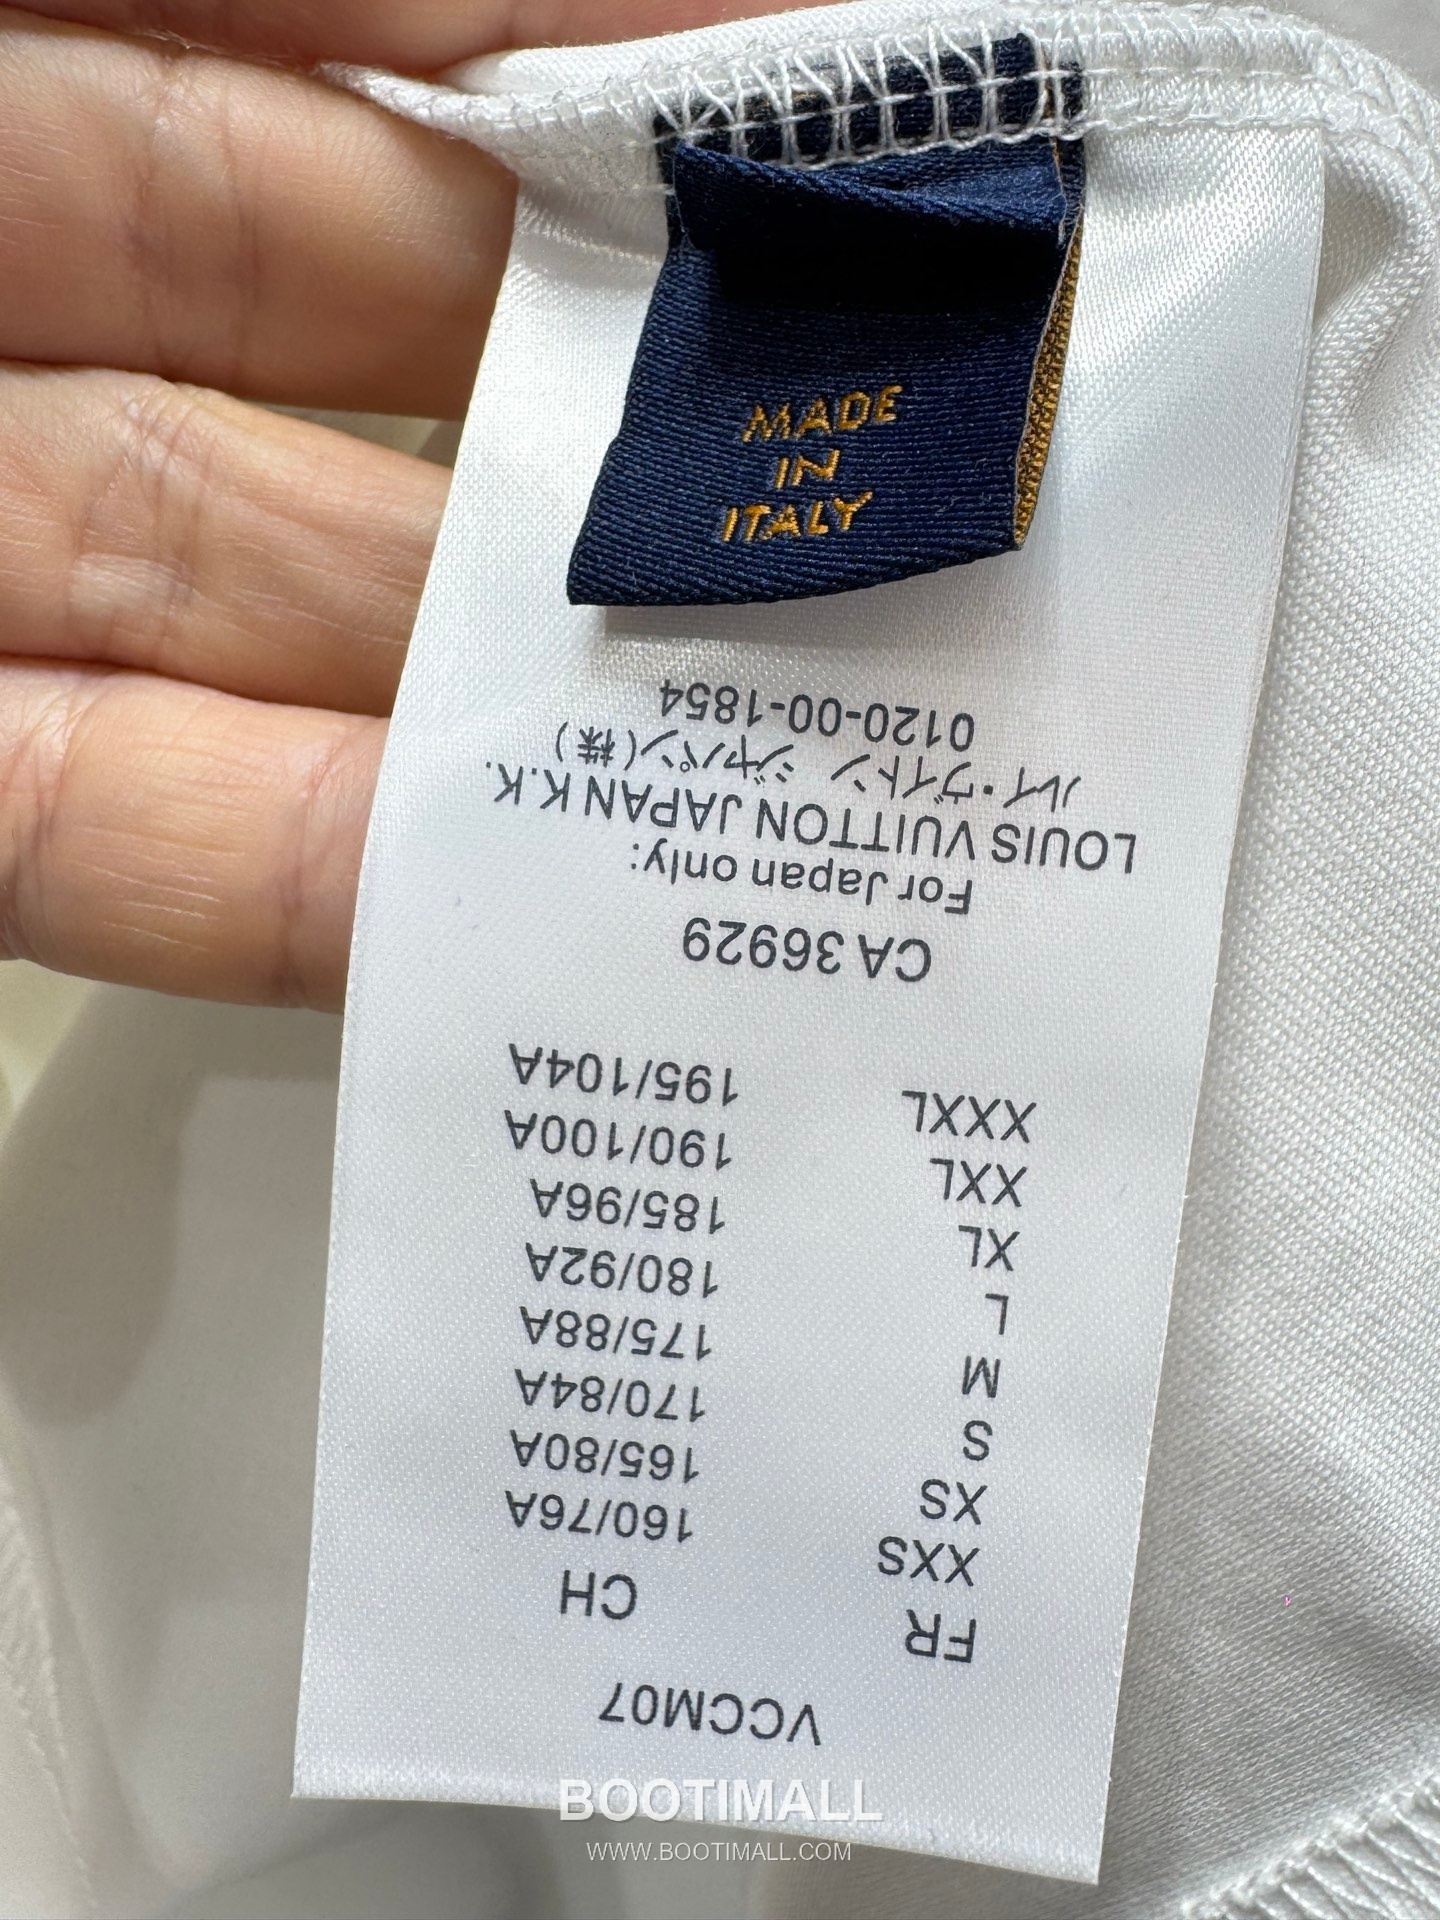 MADE
IN
ITALY
VCCM07
FR CH
XXS 160/76A
XS 165/80A
S 170/84A
M 175/88A
L 180/92A
XL 185/96A
XXL 190/100A
XXXL 195/104A
CA 36929
For Japan only:
LOUIS VUITTON JAPAN K.K.
ルイ・ヴイトン ジャパン(株)
0120-00-1854
BOOTIMALL
WWW.BOOTIMALL.COM